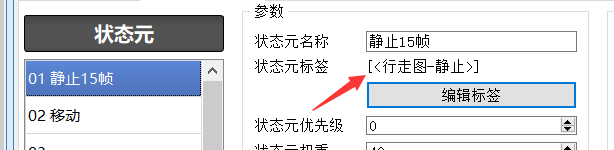 参数
状态元
状态元名称 静止15帧
01 静止15帧
状态元标签 [<行走图-静止>]
编辑标签
02 移动
状态元优先级 0